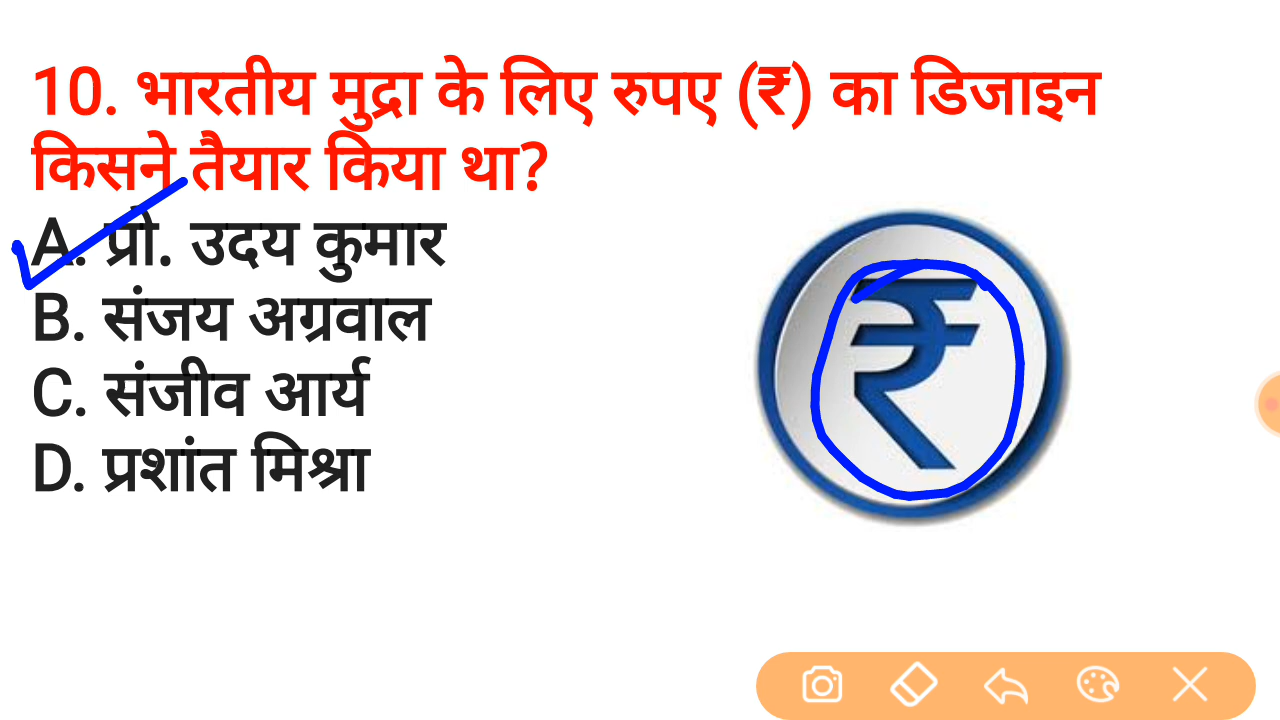 10. भारतीय मुद्रा के लिए रुपए (₹) का डिजाइन
किसने तैयार किया था?
A. प्रो. उदय कुमार
B. संजय अग्रवाल
C. संजीव आर्य
D. प्रशांत मिश्रा
₹